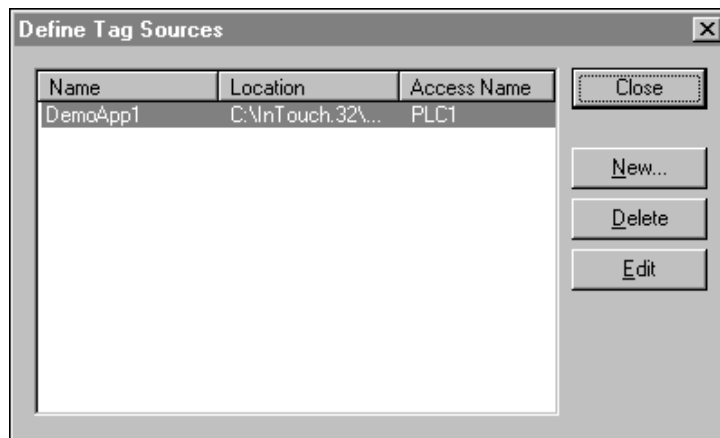 Define Tag Sources
Name Location Access Name Close
DemoApp1 C:\InTouch.32\... PLC1
New...
Delete
Edit